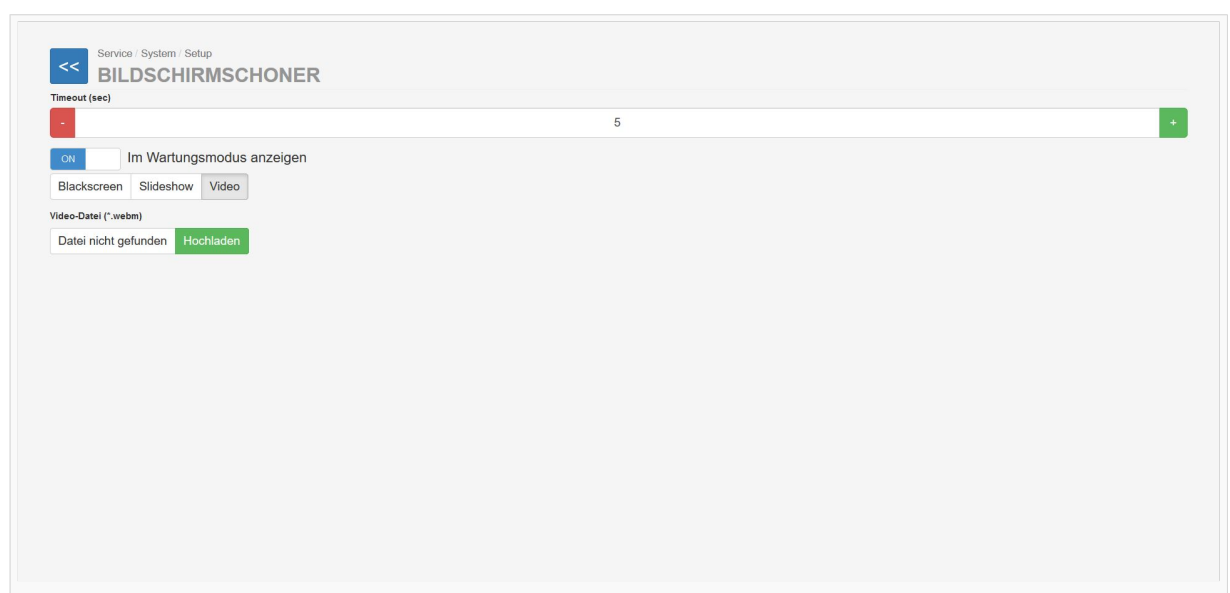 << Service / System / Setup
BILDSCHIRMSCHONER
Timeout (sec)
- 5 +
ON Im Wartungsmodus anzeigen
Blackscreen Slideshow Video
Video-Datei (*.webm)
Datei nicht gefunden Hochladen